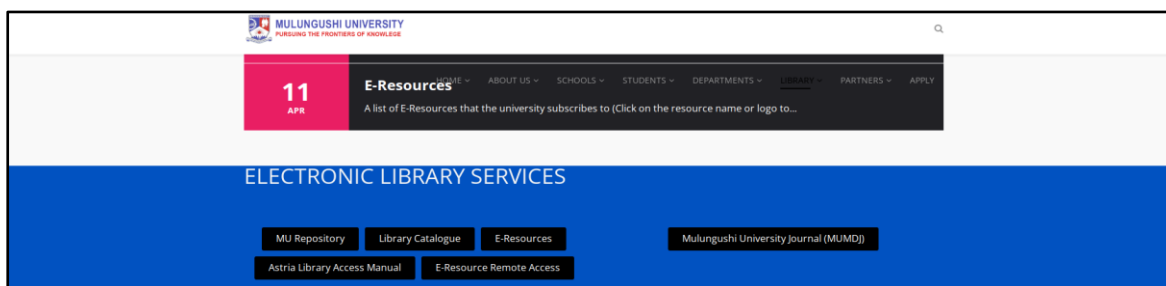 MULUNGUSHI UNIVERSITY
PURSUING THE FRONTIERS OF KNOWLEGE
HOME ABOUT US SCHOOLS STUDENTS DEPARTMENTS LIBRARY PARTNERS APPLY
11
APR
E-Resources
A list of E-Resources that the university subscribes to (Click on the resource name or logo to...
ELECTRONIC LIBRARY SERVICES
MU Repository Library Catalogue E-Resources Mulungushi University Journal (MUMDJ)
Astria Library Access Manual E-Resource Remote Access